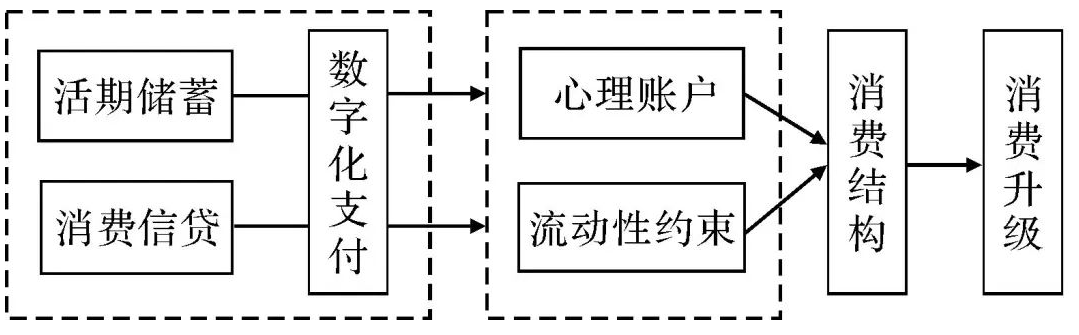 活期储蓄
消费信贷
数字化支付
心理账户
流动性约束
消费结构
消费升级